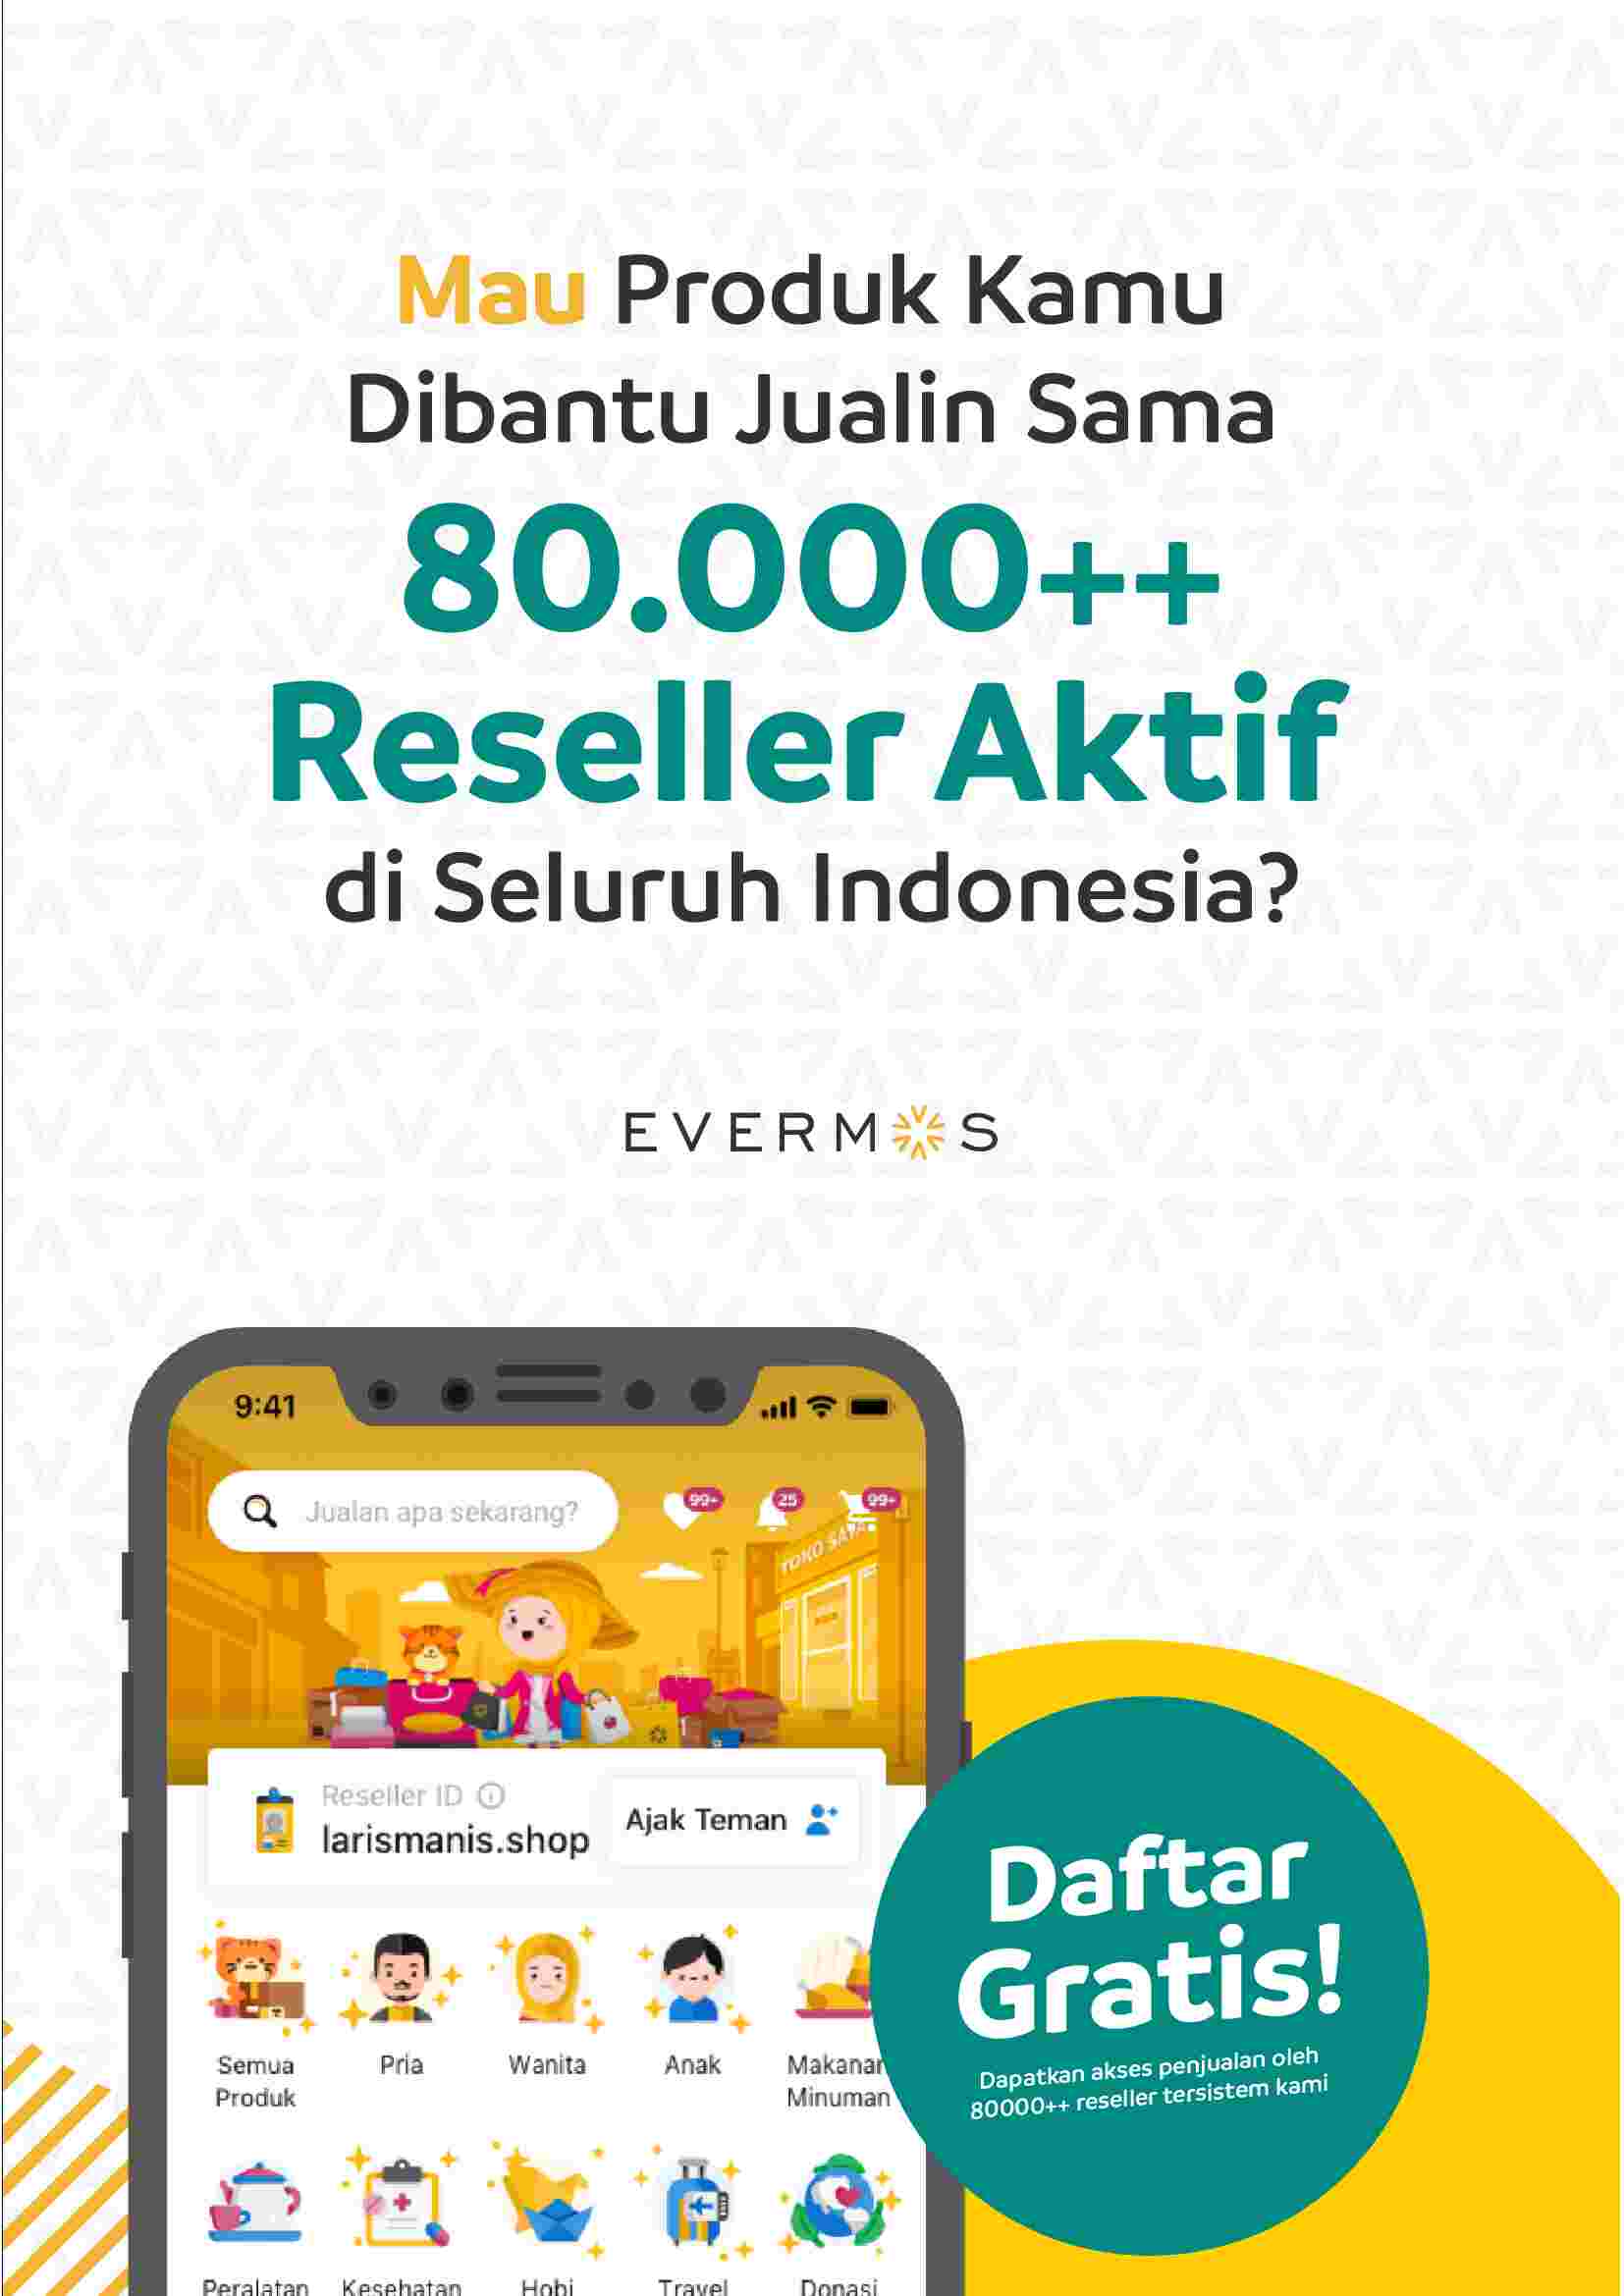 Mau Produk Kamu
Dibantu Jualin Sama
80.000++
Reseller Aktif
di Seluruh Indonesia?
EVERMOS
9:41
Jualan apa sekarang?
99+
25
99+
TOKO SAYA
Reseller ID
larismanis.shop
Ajak Teman
Daftar
Gratis!
Dapatkan akses penjualan oleh
80000++ reseller tersistem kami
Semua
Produk
Pria
Wanita
Anak
Makanan
Minuman
Peralatan
Kesehatan
Hobi
Travel
Donasi